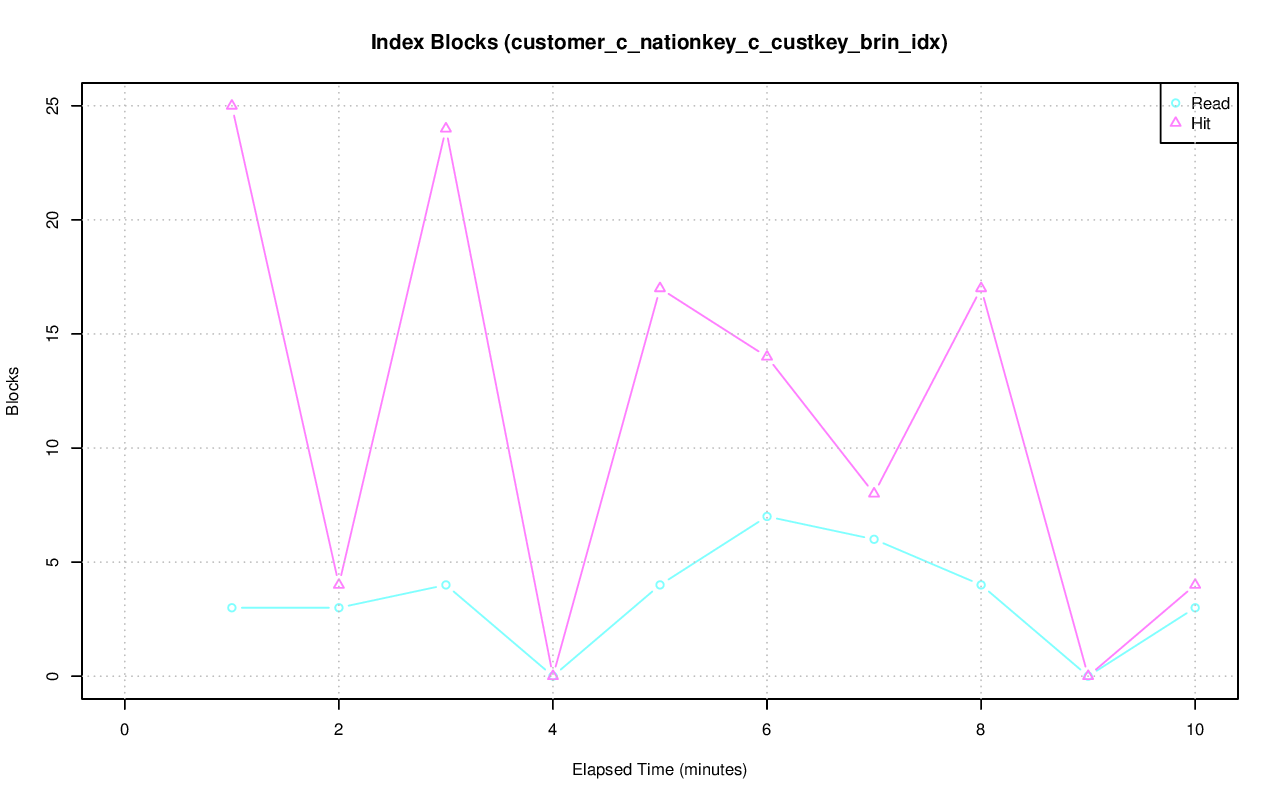 Index Blocks (customer_c_nationkey_c_custkey_brin_idx)
Read
Hit
25
20
15
10
5
0
Blocks
0 2 4 6 8 10
Elapsed Time (minutes)